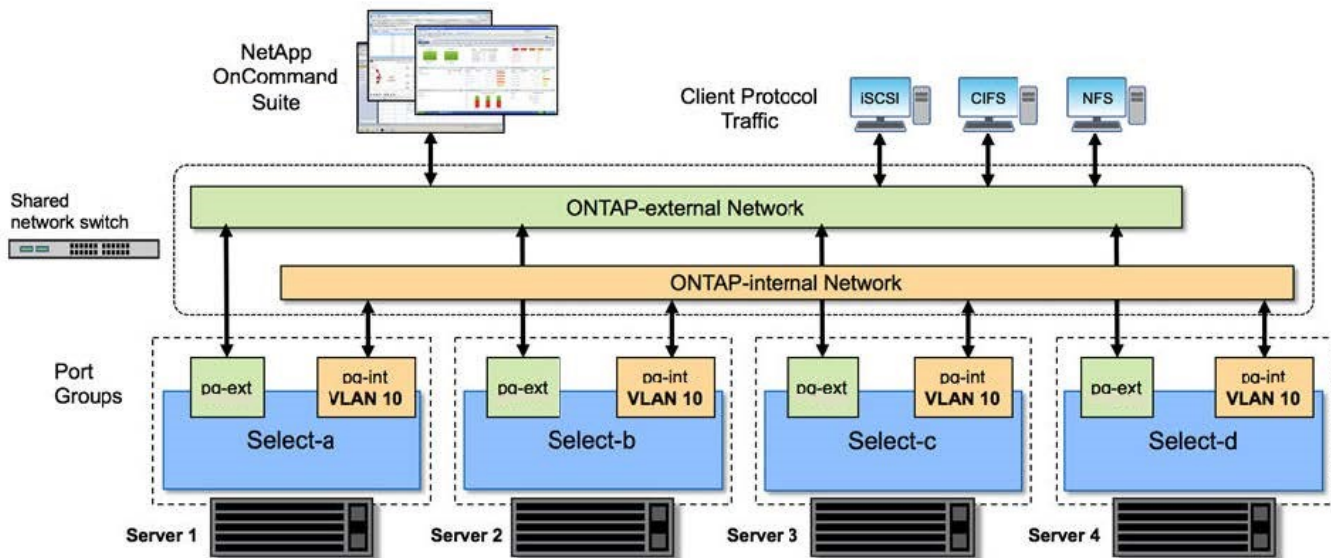 NetApp
OnCommand
Suite
Client Protocol
Traffic
iSCSI
CIFS
NFS
Shared
network switch
ONTAP-external Network
ONTAP-internal Network
Port
Groups
pg-ext
pg-int
VLAN 10
Select-a
pg-ext
pg-int
VLAN 10
Select-b
pg-ext
pg-int
VLAN 10
Select-c
pg-ext
pg-int
VLAN 10
Select-d
Server 1
Server 2
Server 3
Server 4